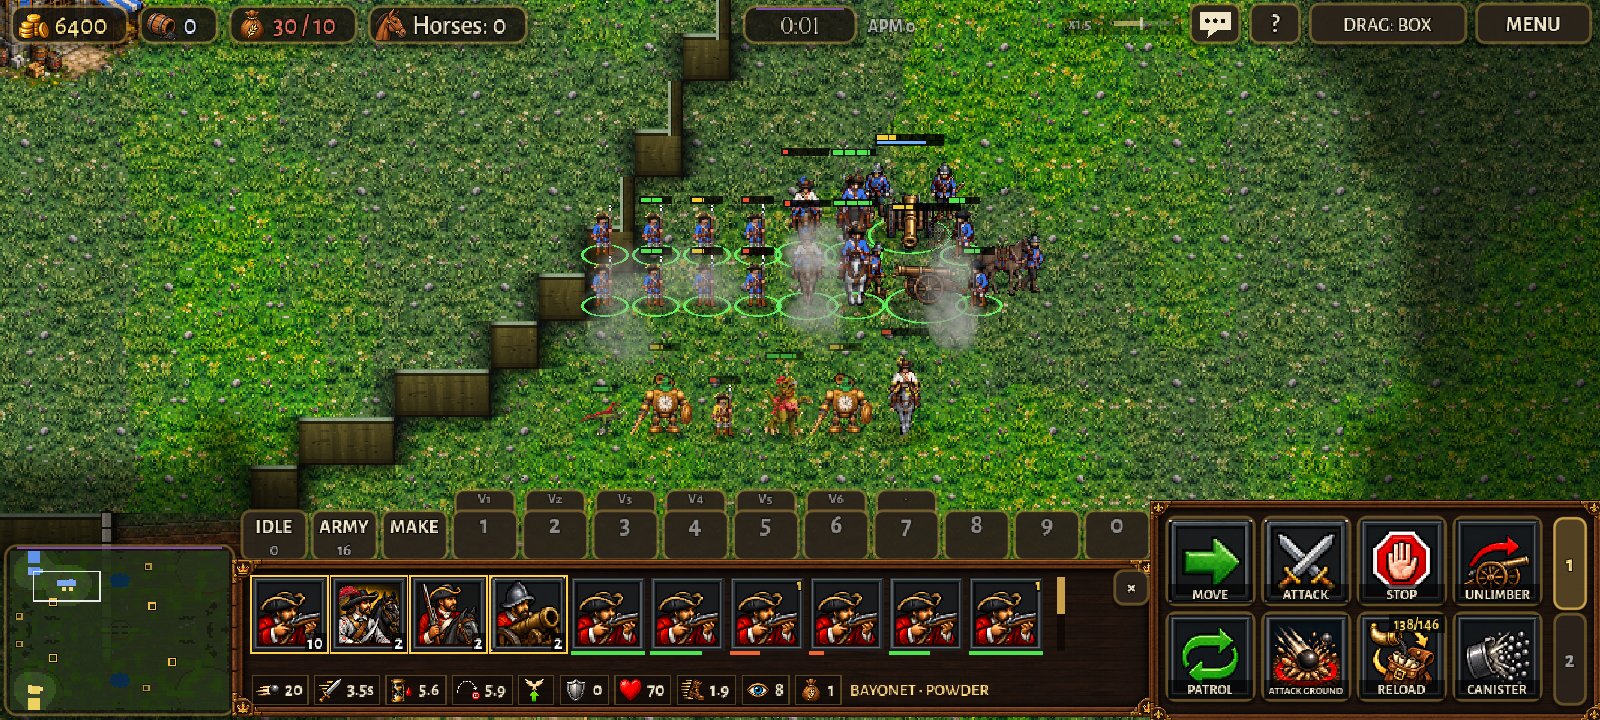 6400
0
30/10
Horses: 0
0:01
APM 0
X1.5
?
DRAG: BOX
MENU
V1
V2
V3
V4
V5
V6
IDLE
0
ARMY
16
MAKE
1
2
3
4
5
6
7
8
9
0
10
2
2
2
1
1
×
20
3.5s
5.6
5.9
0
70
1.9
8
1
BAYONET · POWDER
MOVE
ATTACK
STOP
UNLIMBER
1
PATROL
ATTACK GROUND
138/146
RELOAD
CANISTER
2